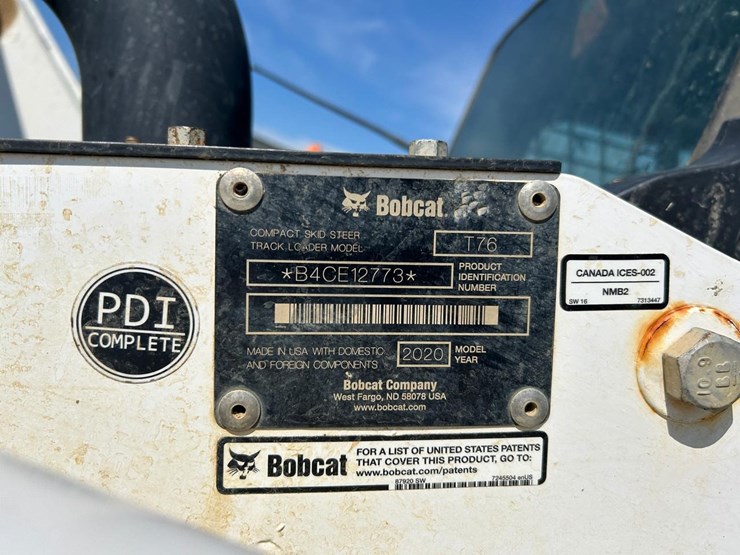 Bobcat
COMPACT SKID STEER
TRACK LOADER MODEL
T76
*B4CE12773*
PRODUCT
IDENTIFICATION
NUMBER
MADE IN USA WITH DOMESTIC
AND FOREIGN COMPONENTS
2020
MODEL
YEAR
Bobcat Company
West Fargo, ND 58078 USA
www.bobcat.com
PDI
COMPLETE
CANADA ICES-002
NMB2
SW 16 7313447
10.9
Bobcat
FOR A LIST OF UNITED STATES PATENTS
THAT COVER THIS PRODUCT, GO TO:
www.bobcat.com/patents
87920 SW 7245504 enUS